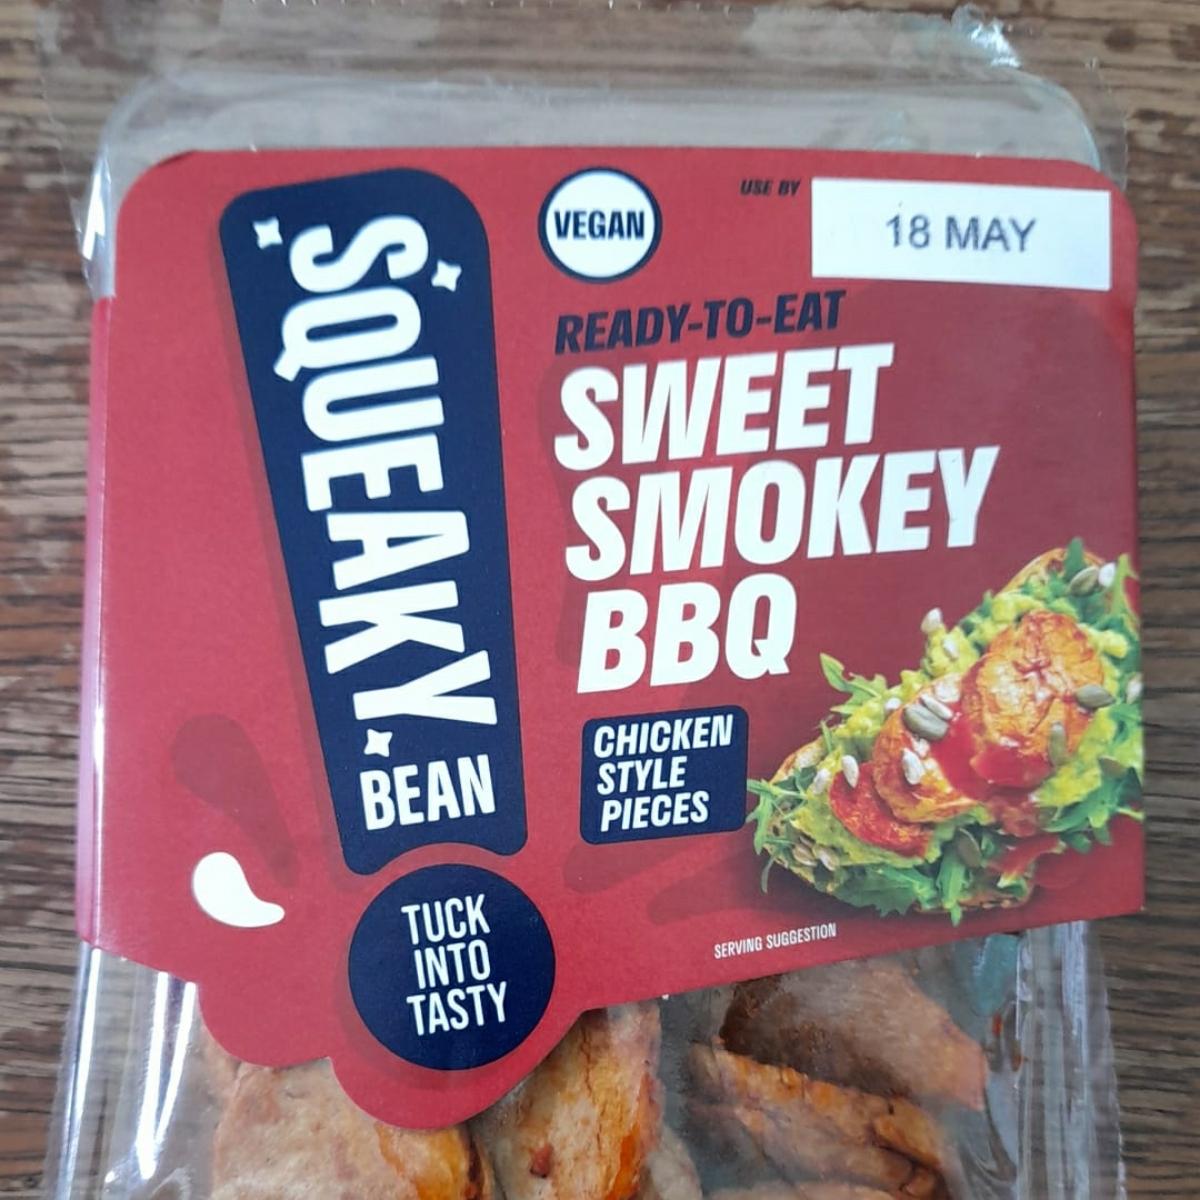 SQUEAKY
BEAN
TUCK
INTO
TASTY
VEGAN
USE BY
18 MAY
READY-TO-EAT
SWEET
SMOKEY
BBQ
CHICKEN
STYLE
PIECES
SERVING SUGGESTION